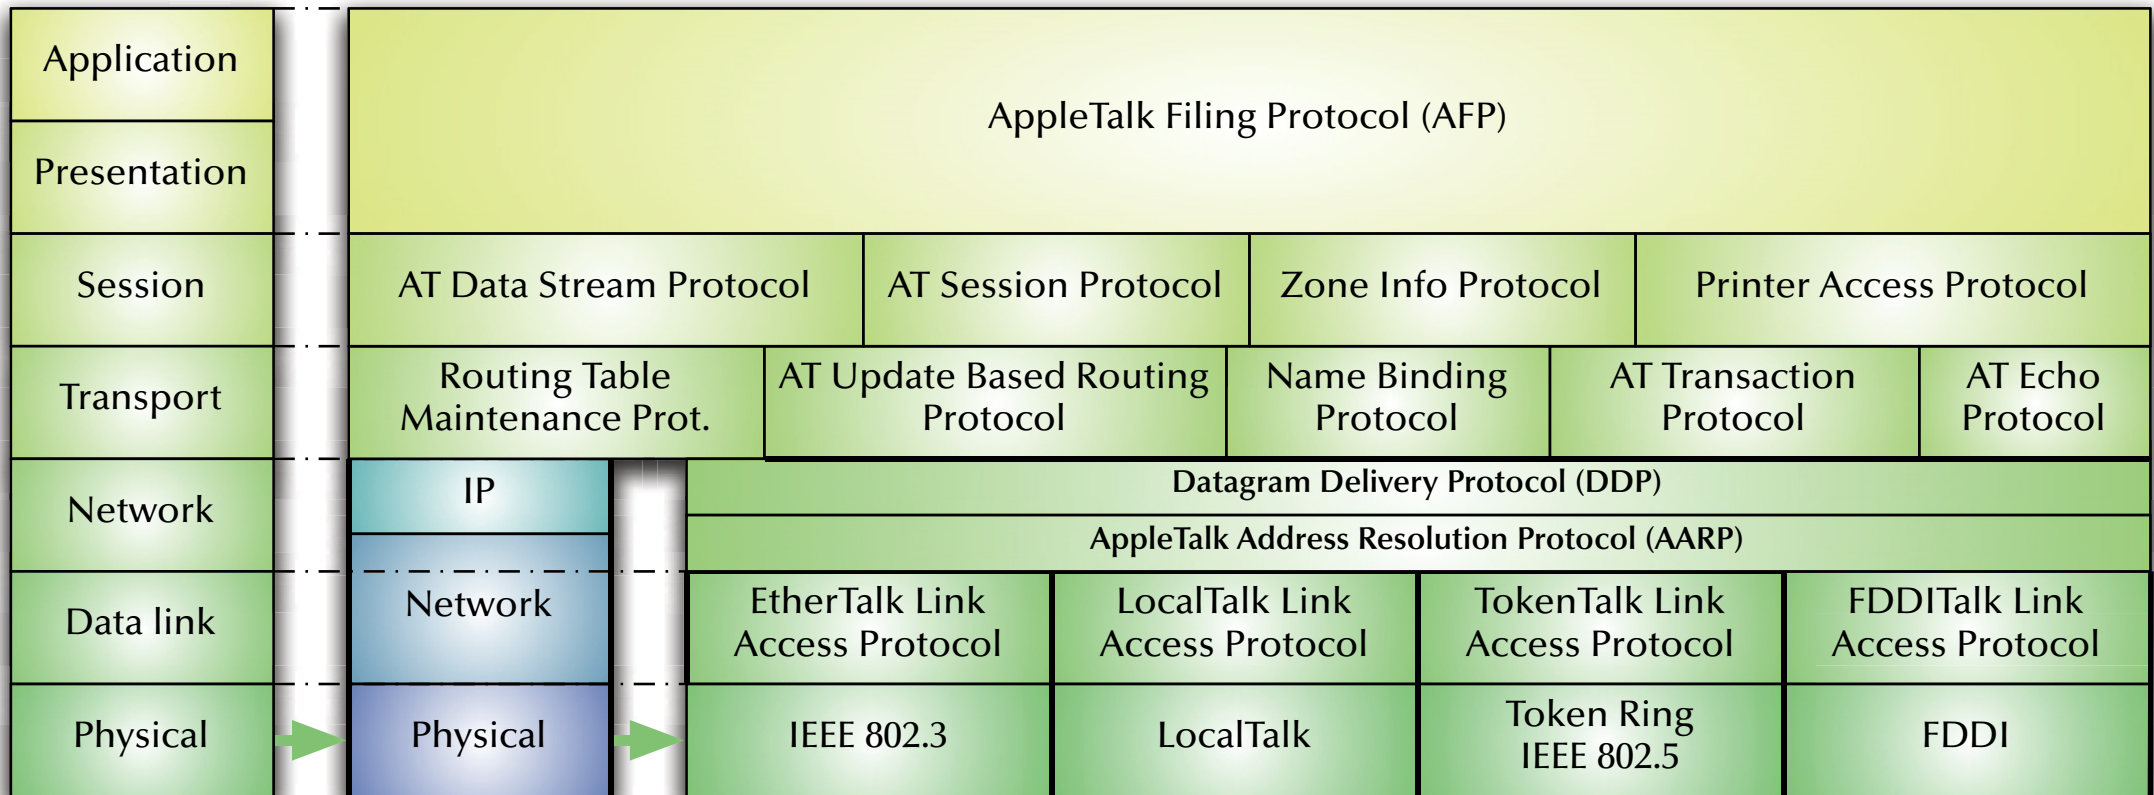 Application
AppleTalk Filing Protocol (AFP)
Presentation
Session
AT Data Stream Protocol
AT Session Protocol
Zone Info Protocol
Printer Access Protocol
Transport
Routing Table
Maintenance Prot.
AT Update Based Routing
Protocol
Name Binding
Protocol
AT Transaction
Protocol
AT Echo
Protocol
Network
IP
Datagram Delivery Protocol (DDP)
AppleTalk Address Resolution Protocol (AARP)
Data link
Network
EtherTalk Link
Access Protocol
LocalTalk Link
Access Protocol
TokenTalk Link
Access Protocol
FDDITalk Link
Access Protocol
Physical
Physical
IEEE 802.3
LocalTalk
Token Ring
IEEE 802.5
FDDI